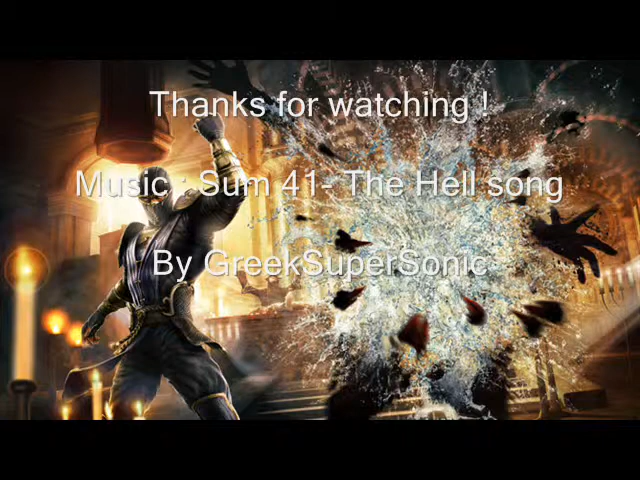 Thanks for watching !
Music : Sum 41- The Hell song
By GreekSuperSonic